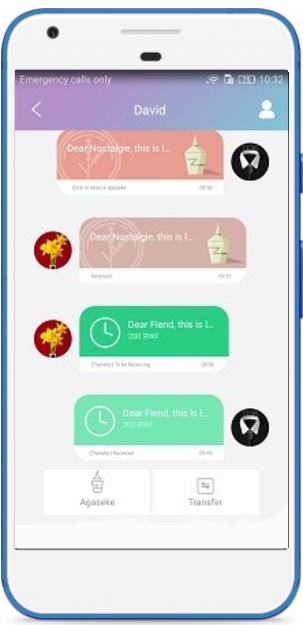 Emergency calls only 10:32
David
Dear Nostalgie, this is l...
Click to receive agaseke 09:56
Dear Nostalgie, this is l...
Received 09:57
Dear Fiend, this is l...
200 RWF
(Transfer) To be Receiving 09:58
Dear Fiend, this is l...
200 RWF
(Transfer) Received
Agaseke Transfer